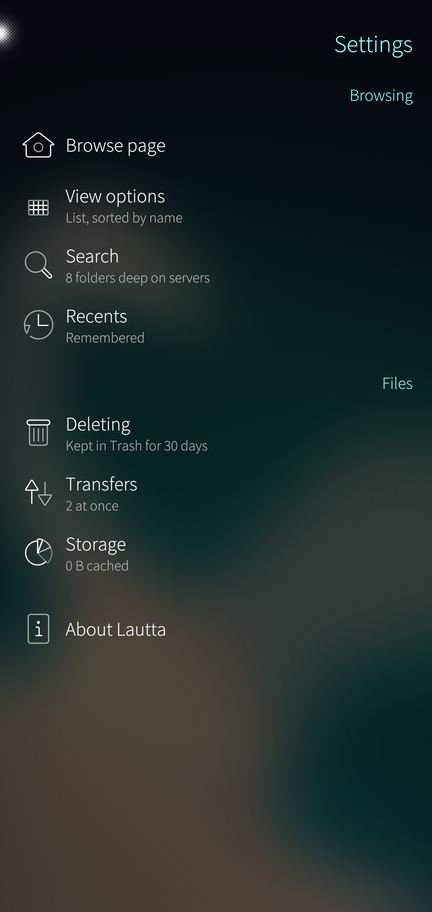 Settings
Browsing
Browse page
View options
List, sorted by name
Search
8 folders deep on servers
Recents
Remembered
Files
Deleting
Kept in Trash for 30 days
Transfers
2 at once
Storage
0 B cached
About Lautta